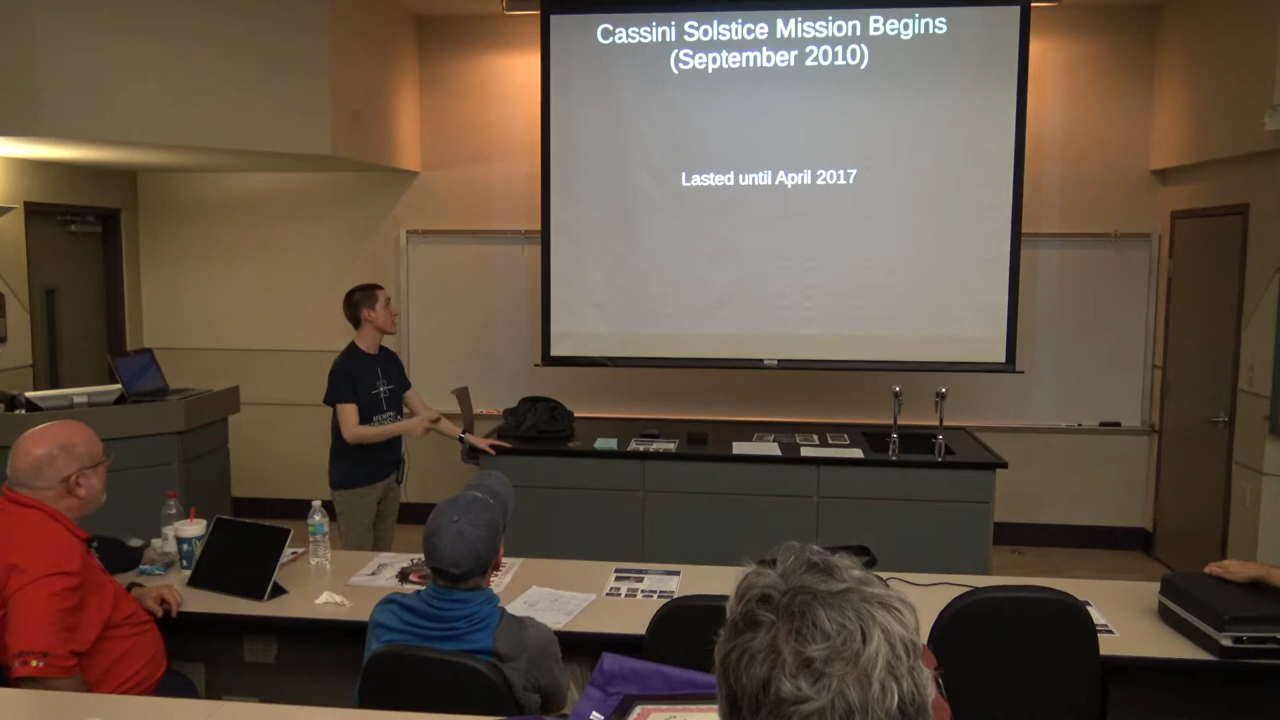 Cassini Solstice Mission Begins
(September 2010)
Lasted until April 2017